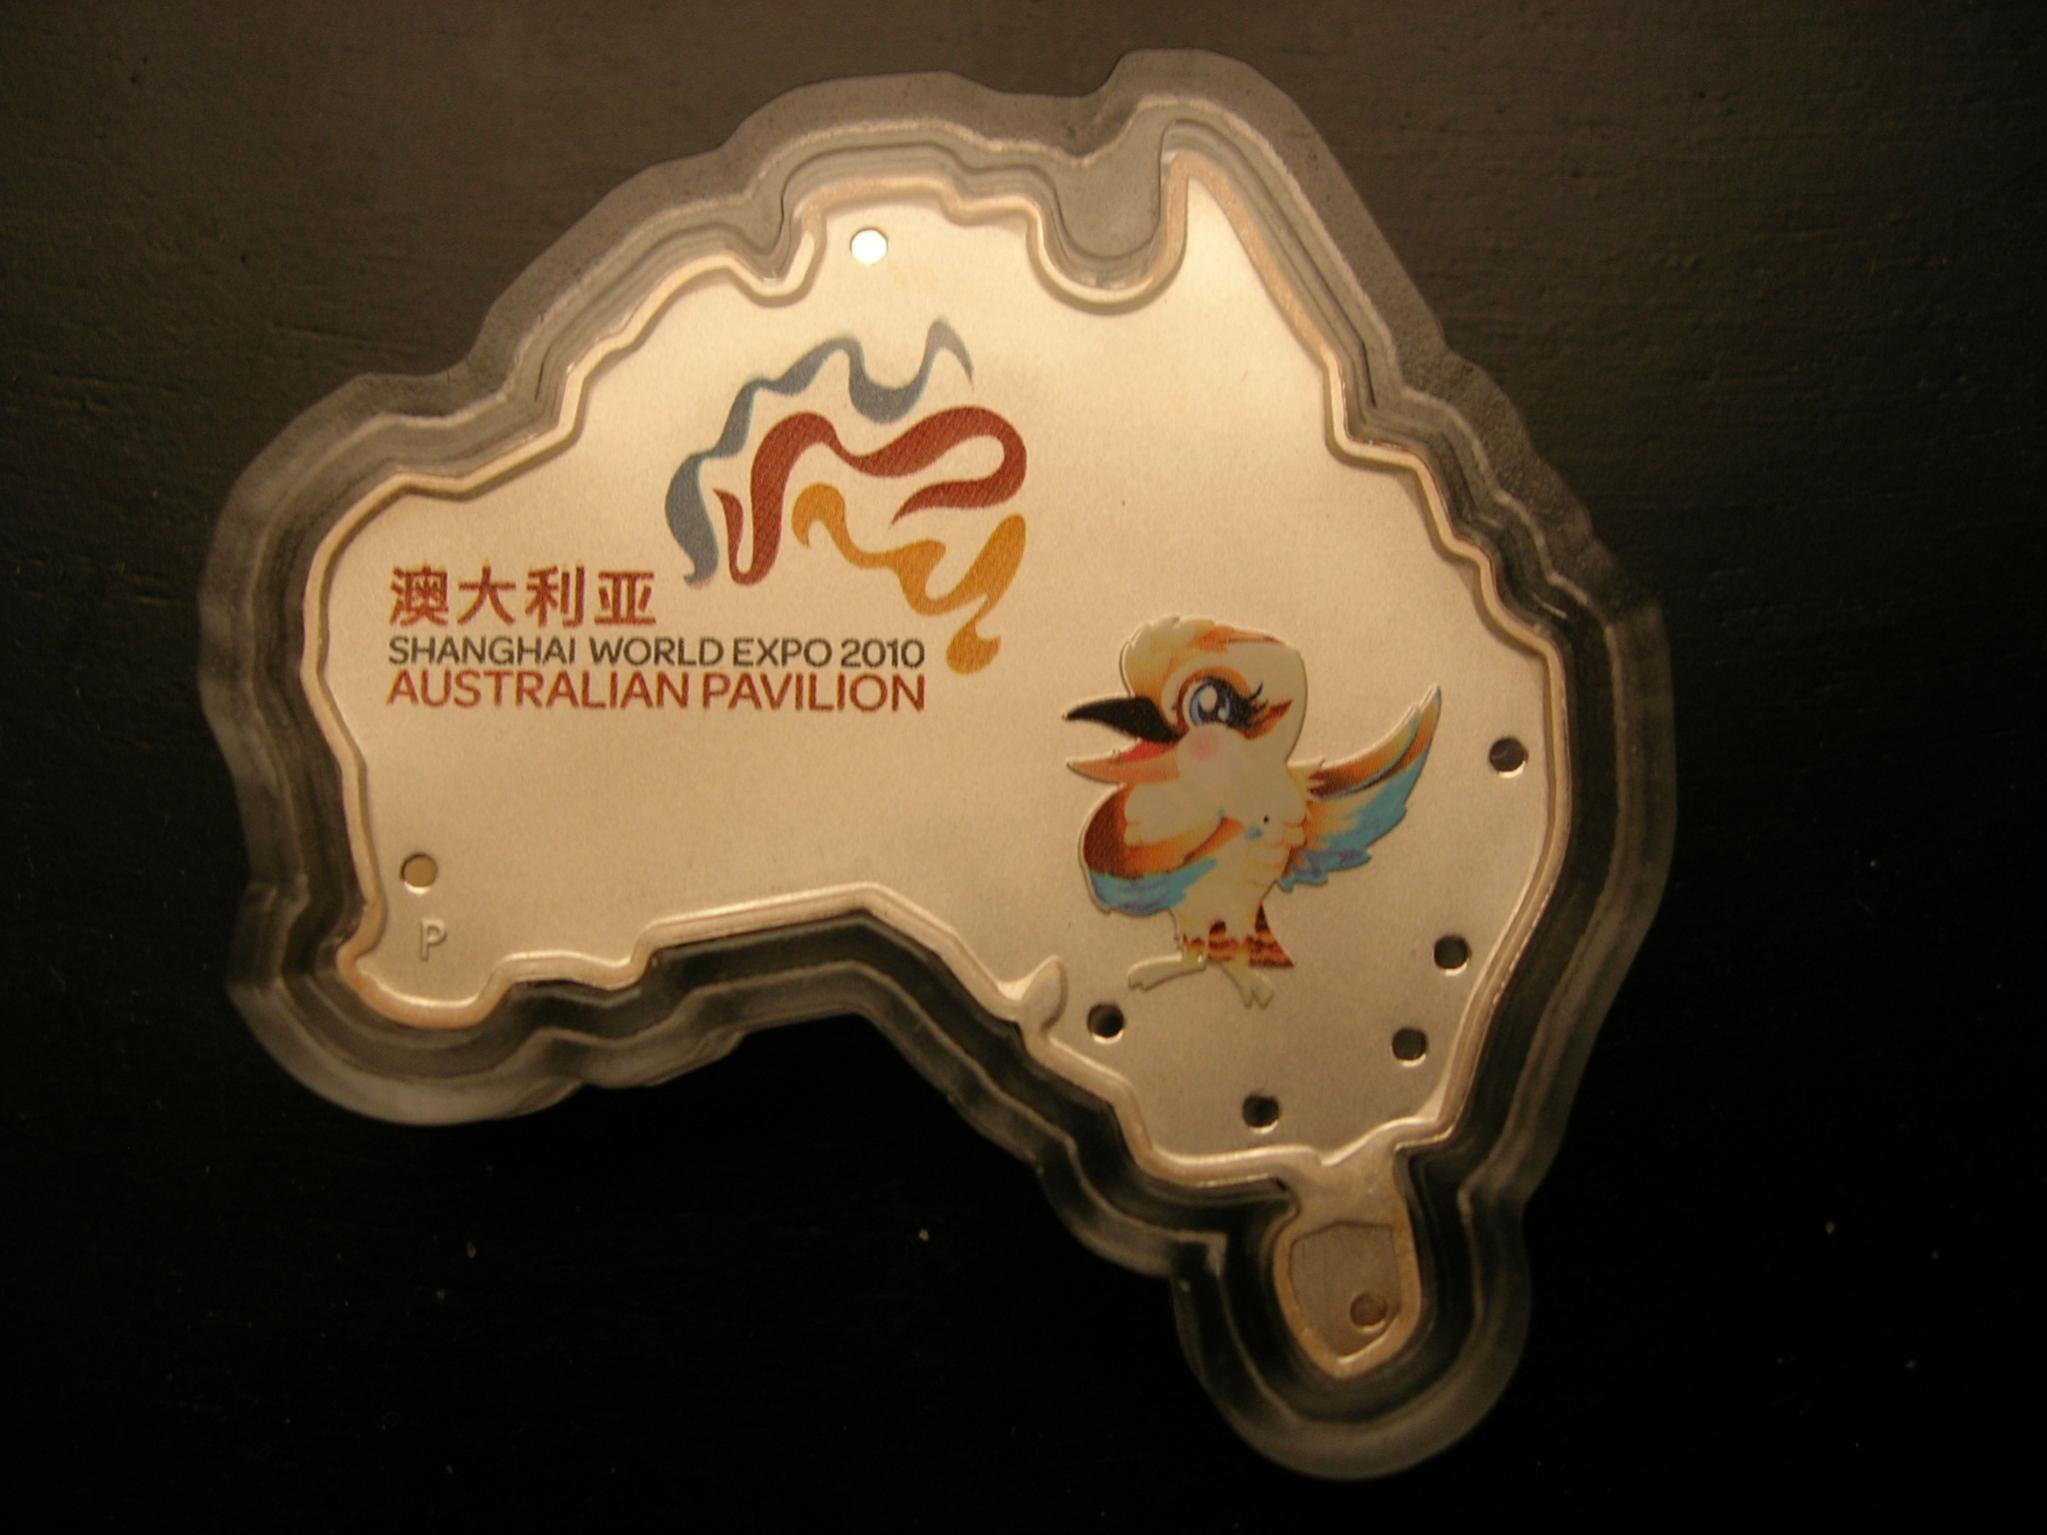 澳大利亚
SHANGHAI WORLD EXPO 2010
AUSTRALIAN PAVILION
P